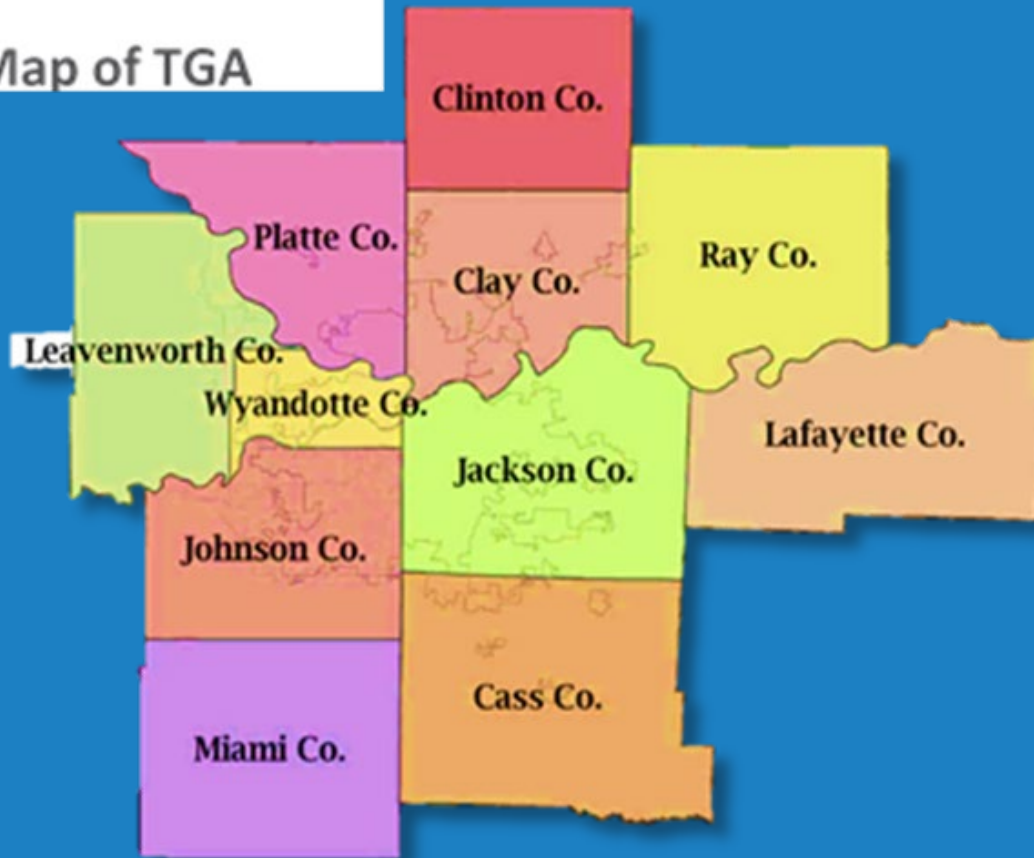 Map of TGA
Clinton Co.
Platte Co.
Clay Co.
Ray Co.
Leavenworth Co.
Wyandotte Co.
Lafayette Co.
Jackson Co.
Johnson Co.
Cass Co.
Miami Co.